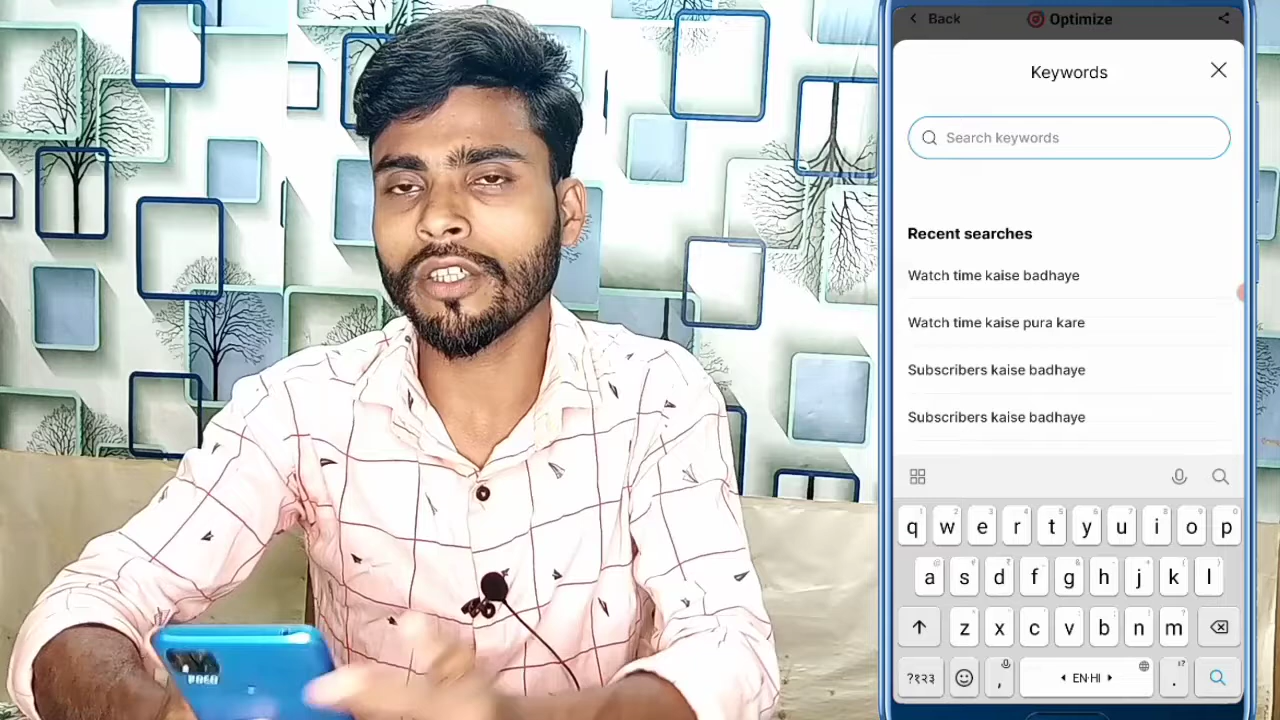 Back
Optimize
Keywords
Search keywords
Recent searches
Watch time kaise badhaye
Watch time kaise pura kare
Subscribers kaise badhaye
Subscribers kaise badhaye
q w e r t y u i o p
a s d f g h j k l
z x c v b n m
?१२३ , EN·HI .